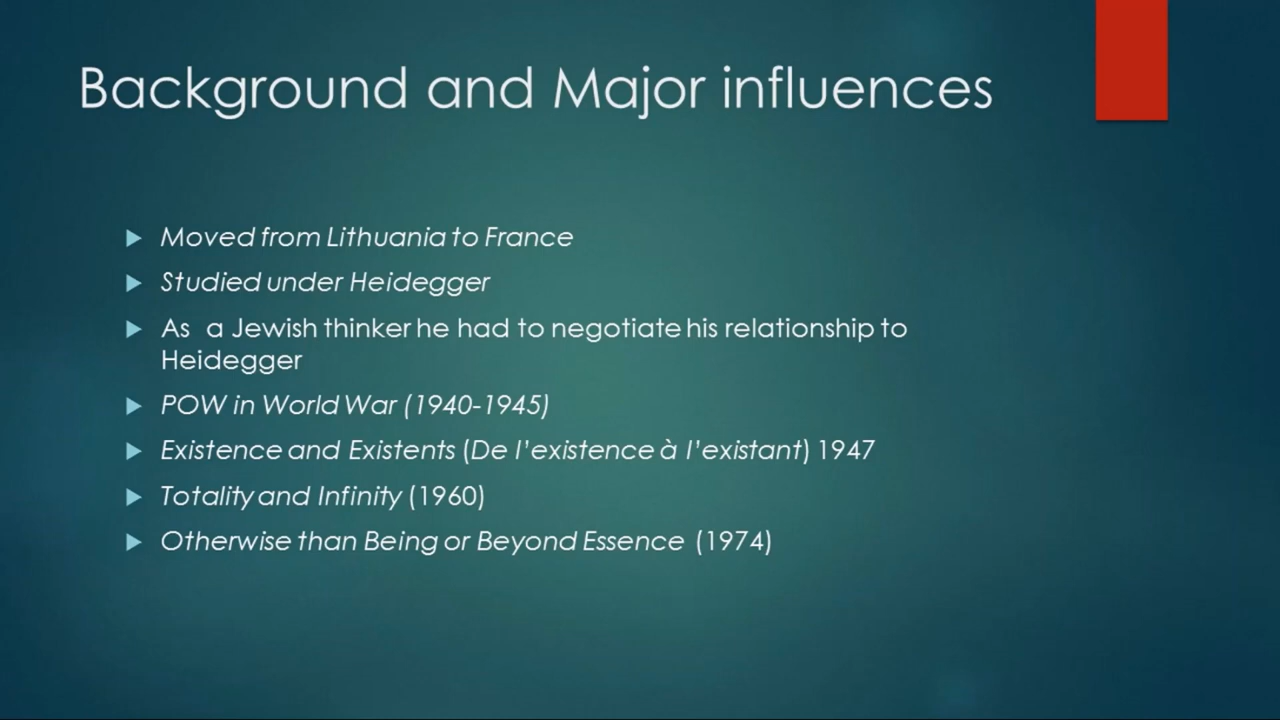 Background and Major influences
Moved from Lithuania to France
Studied under Heidegger
As a Jewish thinker he had to negotiate his relationship to
Heidegger
POW in World War (1940-1945)
Existence and Existents (De l’existence à l’existant) 1947
Totality and Infinity (1960)
Otherwise than Being or Beyond Essence (1974)